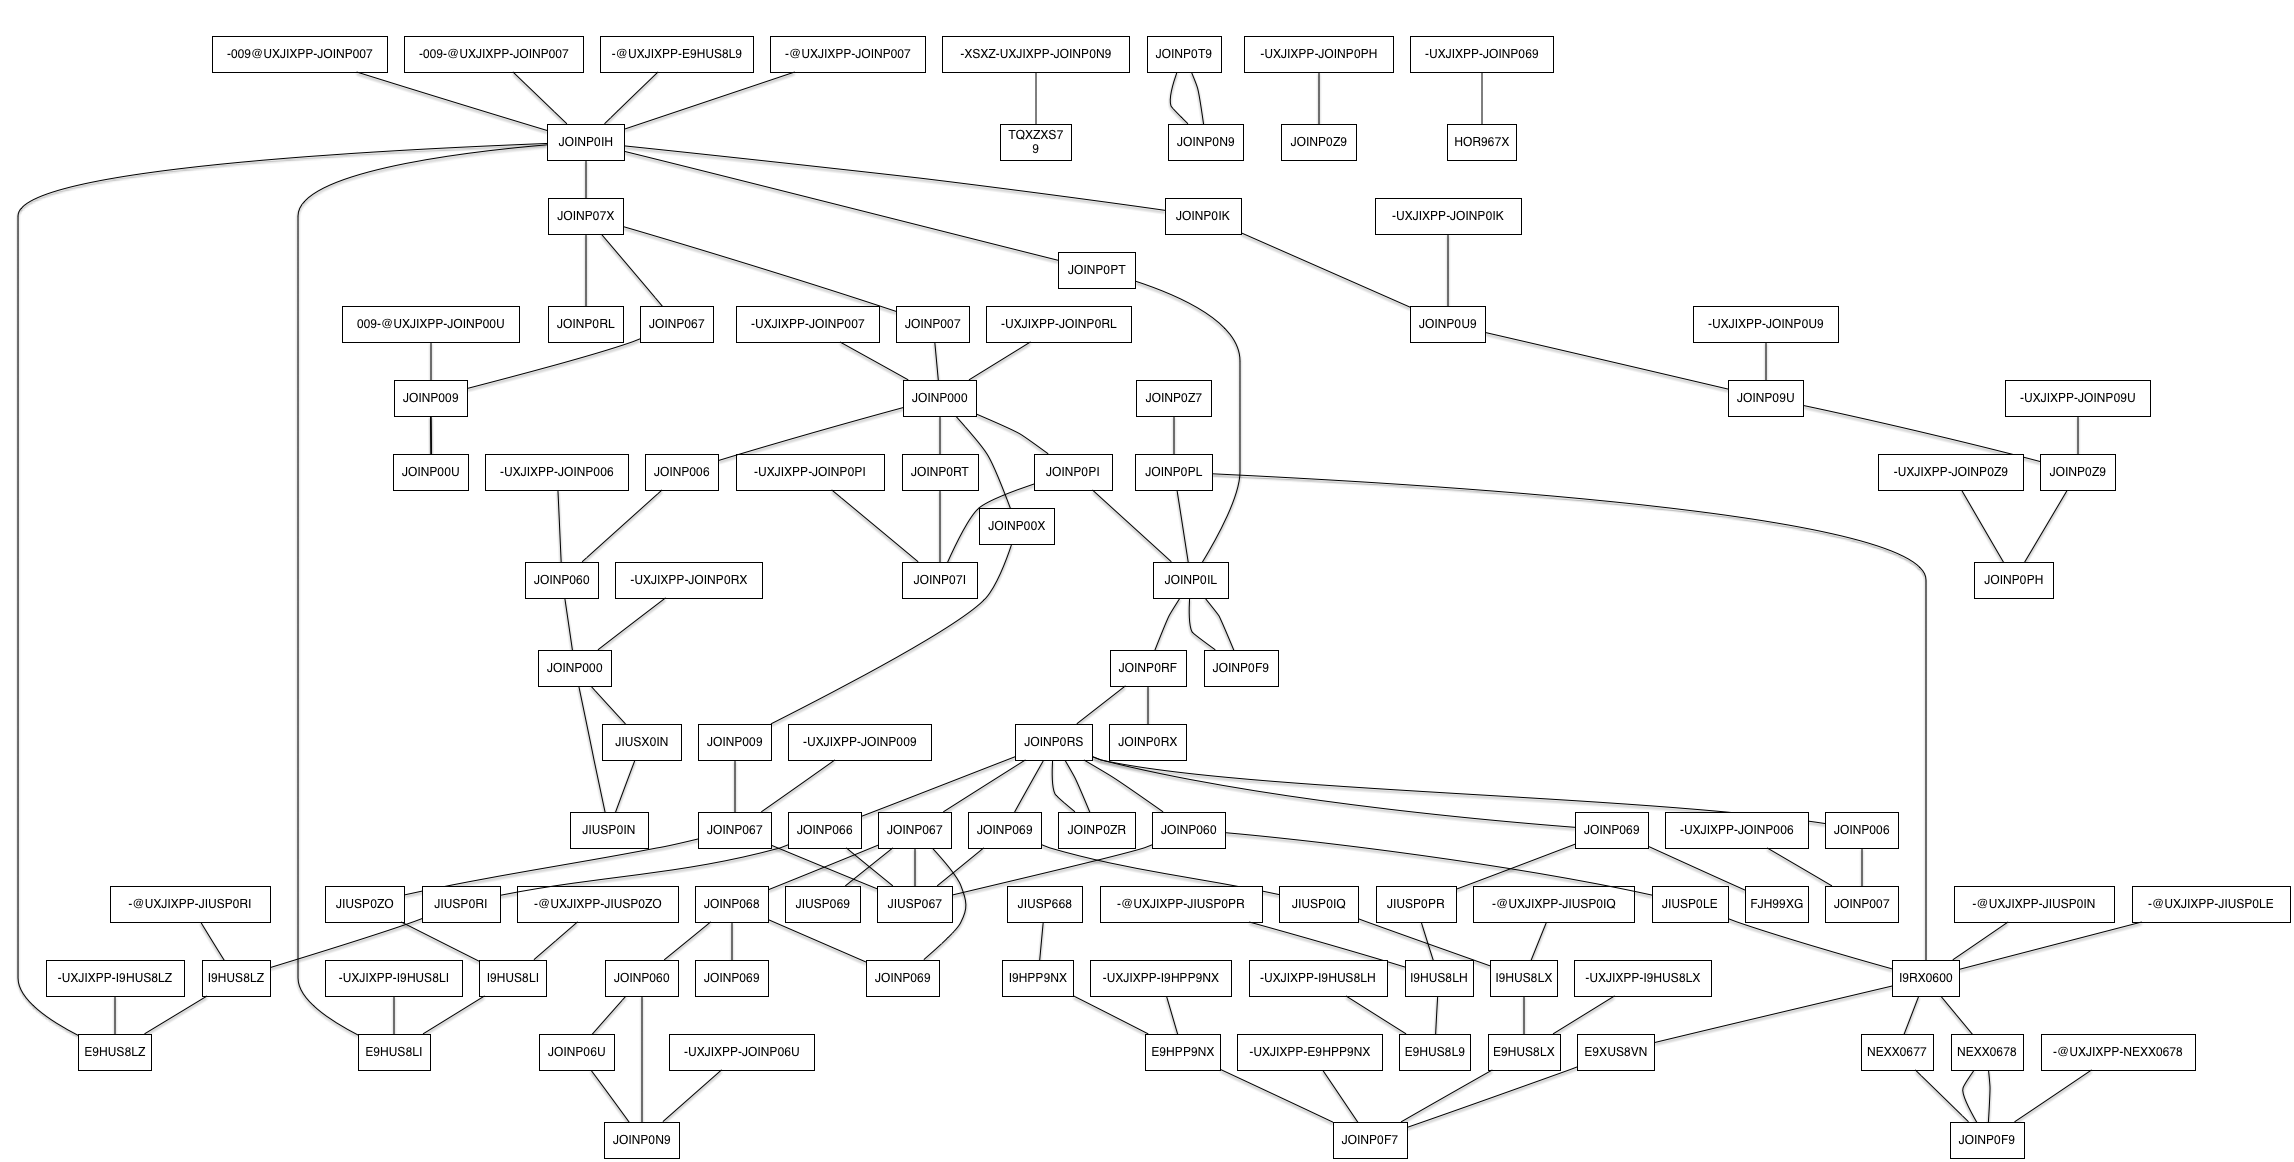 -009@UXJIXPP-JOINP007
-009-@UXJIXPP-JOINP007
-@UXJIXPP-E9HUS8L9
-@UXJIXPP-JOINP007
-XSXZ-UXJIXPP-JOINP0N9
JOINP0T9
-UXJIXPP-JOINP0PH
-UXJIXPP-JOINP069
JOINP0IH
TQXZXS7
9
JOINP0N9
JOINP0Z9
HOR967X
JOINP07X
JOINP0IK
-UXJIXPP-JOINP0IK
JOINP0PT
009-@UXJIXPP-JOINP00U
JOINP0RL
JOINP067
-UXJIXPP-JOINP007
JOINP007
-UXJIXPP-JOINP0RL
JOINP0U9
-UXJIXPP-JOINP0U9
JOINP009
JOINP000
JOINP0Z7
JOINP09U
-UXJIXPP-JOINP09U
JOINP00U
-UXJIXPP-JOINP006
JOINP006
-UXJIXPP-JOINP0PI
JOINP0RT
JOINP0PI
JOINP0PL
-UXJIXPP-JOINP0Z9
JOINP0Z9
JOINP00X
JOINP060
-UXJIXPP-JOINP0RX
JOINP07I
JOINP0IL
JOINP0PH
JOINP000
JOINP0RF
JOINP0F9
JIUSX0IN
JOINP009
-UXJIXPP-JOINP009
JOINP0RS
JOINP0RX
JIUSP0IN
JOINP067
JOINP066
JOINP067
JOINP069
JOINP0ZR
JOINP060
JOINP069
-UXJIXPP-JOINP006
JOINP006
-@UXJIXPP-JIUSP0RI
JIUSP0ZO
JIUSP0RI
-@UXJIXPP-JIUSP0ZO
JOINP068
JIUSP069
JIUSP067
JIUSP668
-@UXJIXPP-JIUSP0PR
JIUSP0IQ
JIUSP0PR
-@UXJIXPP-JIUSP0IQ
JIUSP0LE
FJH99XG
JOINP007
-@UXJIXPP-JIUSP0IN
-@UXJIXPP-JIUSP0LE
-UXJIXPP-I9HUS8LZ
I9HUS8LZ
-UXJIXPP-I9HUS8LI
I9HUS8LI
JOINP060
JOINP069
JOINP069
I9HPP9NX
-UXJIXPP-I9HPP9NX
-UXJIXPP-I9HUS8LH
I9HUS8LH
I9HUS8LX
-UXJIXPP-I9HUS8LX
I9RX0600
E9HUS8LZ
E9HUS8LI
JOINP06U
-UXJIXPP-JOINP06U
E9HPP9NX
-UXJIXPP-E9HPP9NX
E9HUS8L9
E9HUS8LX
E9XUS8VN
NEXX0677
NEXX0678
-@UXJIXPP-NEXX0678
JOINP0N9
JOINP0F7
JOINP0F9